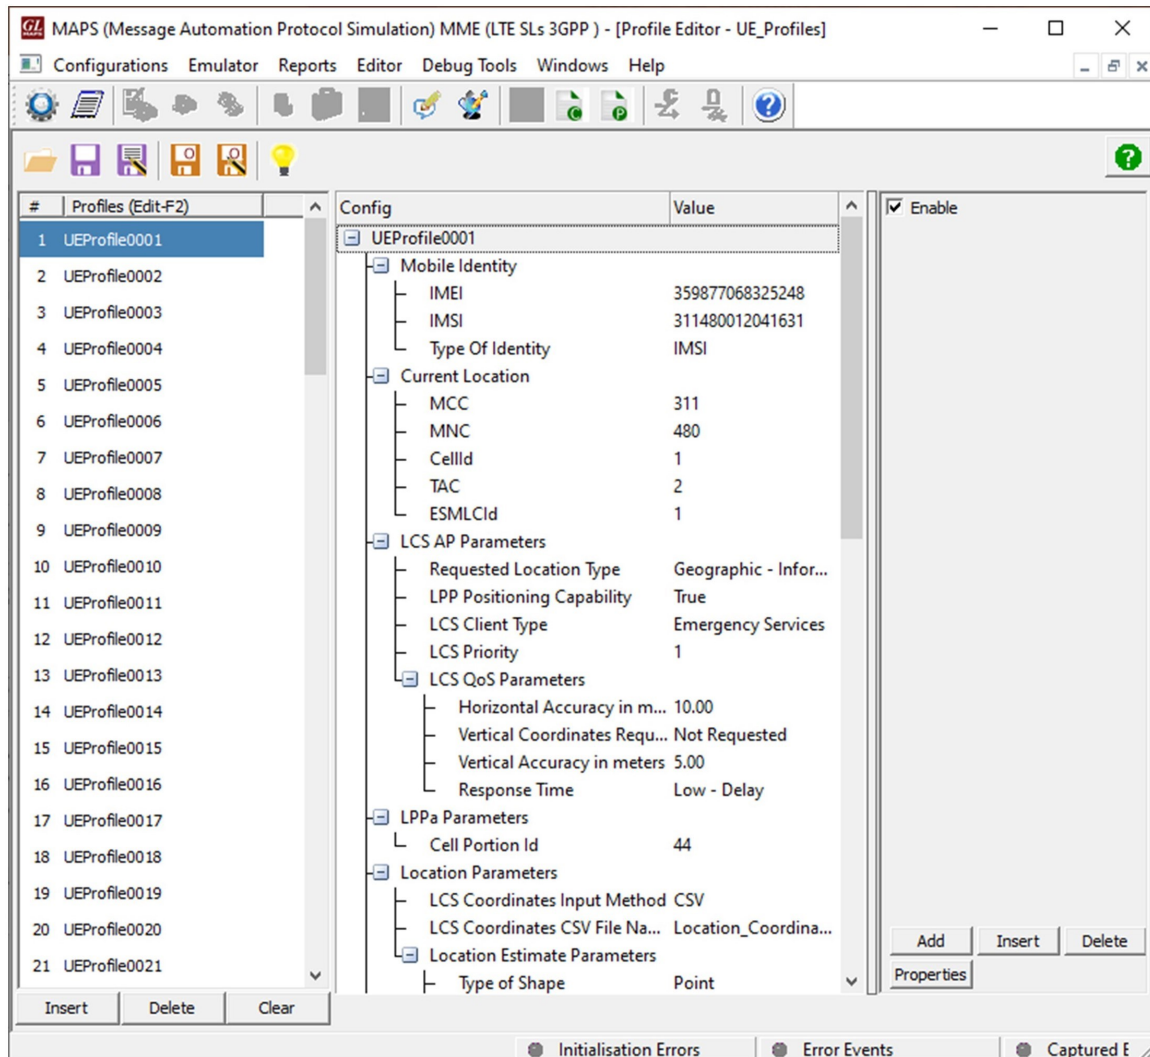 GL MAPS MAPS (Message Automation Protocol Simulation) MME (LTE SLs 3GPP ) - [Profile Editor - UE_Profiles]
Configurations Emulator Reports Editor Debug Tools Windows Help
# Profiles (Edit-F2)
1 UEProfile0001
2 UEProfile0002
3 UEProfile0003
4 UEProfile0004
5 UEProfile0005
6 UEProfile0006
7 UEProfile0007
8 UEProfile0008
9 UEProfile0009
10 UEProfile0010
11 UEProfile0011
12 UEProfile0012
13 UEProfile0013
14 UEProfile0014
15 UEProfile0015
16 UEProfile0016
17 UEProfile0017
18 UEProfile0018
19 UEProfile0019
20 UEProfile0020
21 UEProfile0021
Insert Delete Clear
Config Value
UEProfile0001
Mobile Identity
IMEI 359877068325248
IMSI 311480012041631
Type Of Identity IMSI
Current Location
MCC 311
MNC 480
CellId 1
TAC 2
ESMLCId 1
LCS AP Parameters
Requested Location Type Geographic - Infor...
LPP Positioning Capability True
LCS Client Type Emergency Services
LCS Priority 1
LCS QoS Parameters
Horizontal Accuracy in m... 10.00
Vertical Coordinates Requ... Not Requested
Vertical Accuracy in meters 5.00
Response Time Low - Delay
LPPa Parameters
Cell Portion Id 44
Location Parameters
LCS Coordinates Input Method CSV
LCS Coordinates CSV File Na... Location_Coordina...
Location Estimate Parameters
Type of Shape Point
Enable
Add Insert Delete
Properties
Initialisation Errors Error Events Captured E